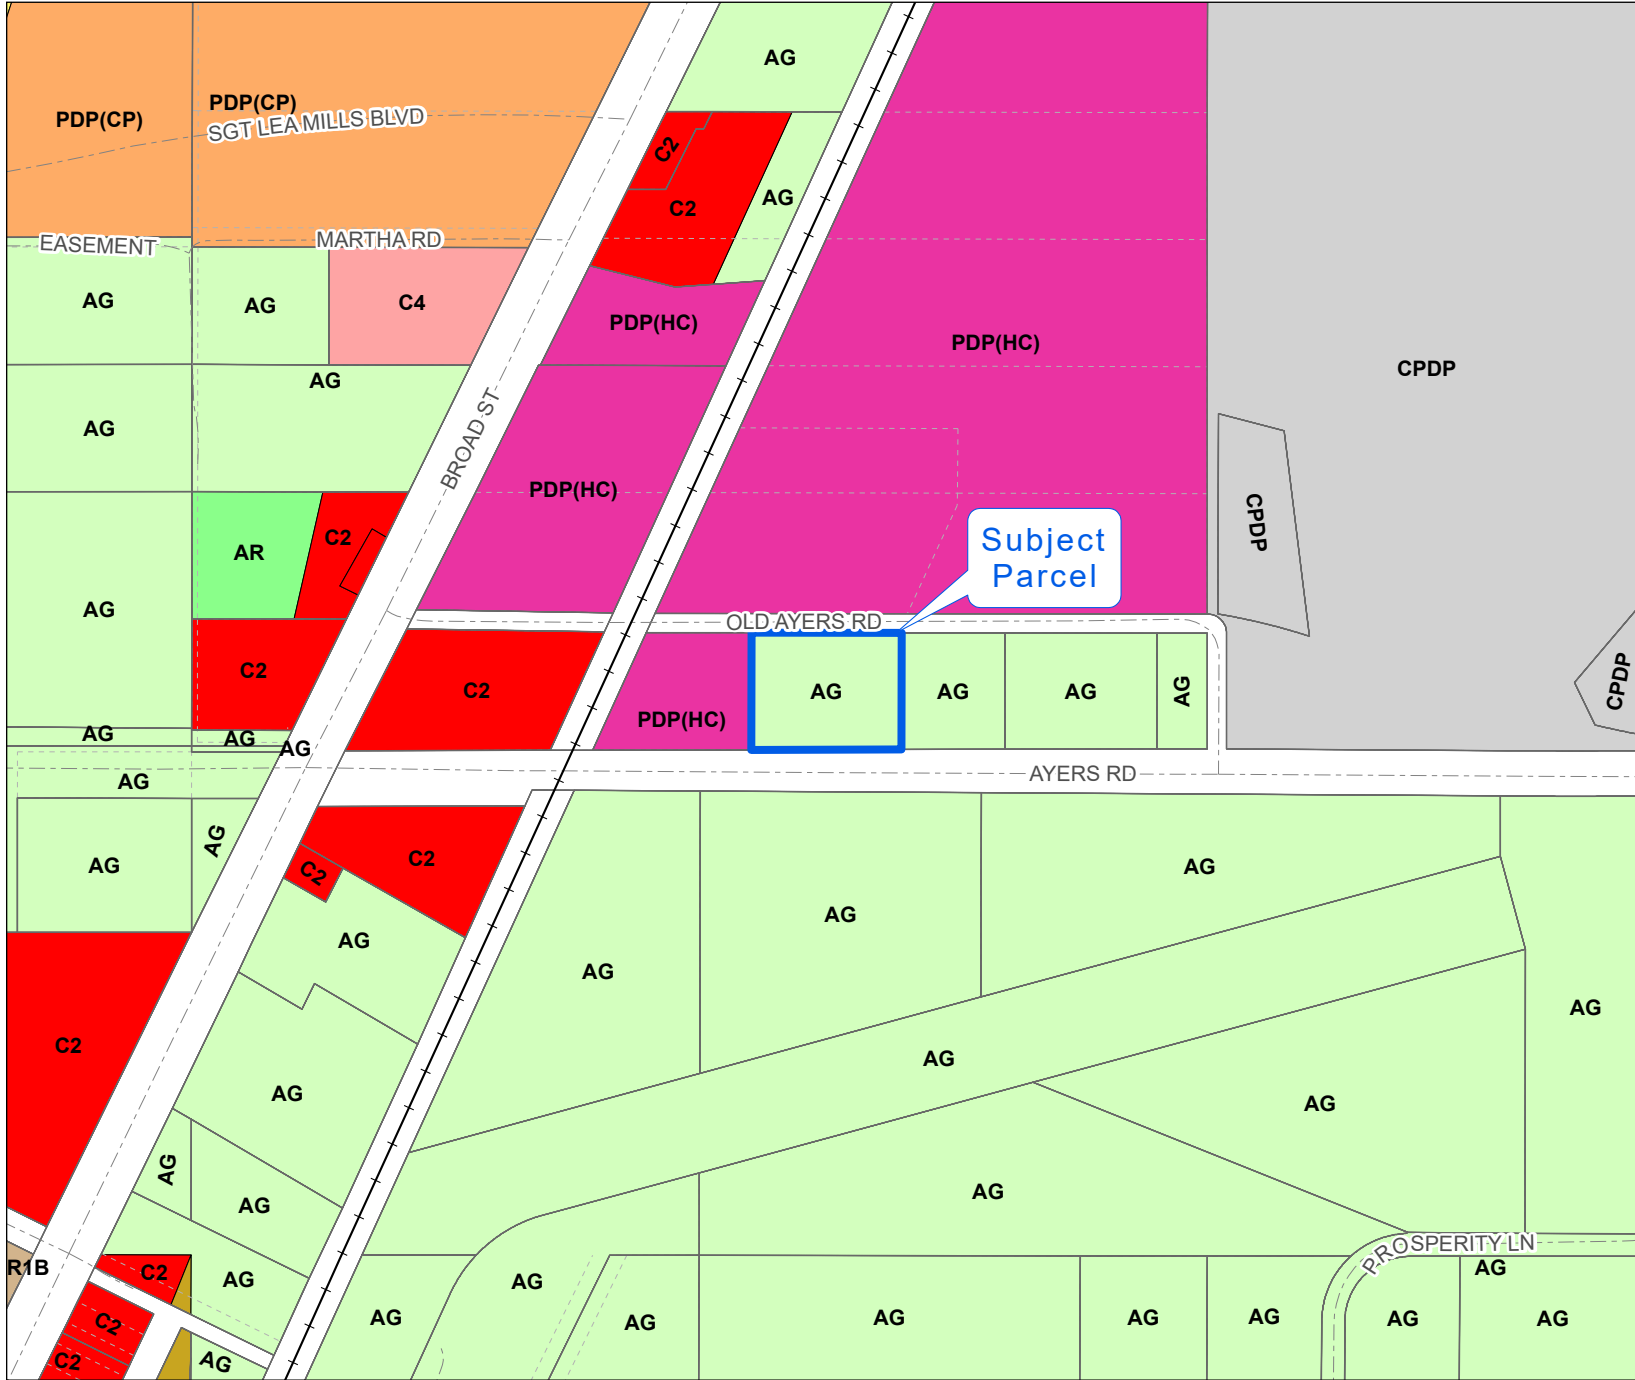 AG
PDP(CP)
PDP(CP)
SGT LEA MILLS BLVD
C2
C2
AG
EASEMENT
MARTHA RD
AG
AG
C4
PDP(HC)
PDP(HC)
CPDP
AG
AG
BROAD ST
PDP(HC)
CPDP
AR
C2
AG
Subject
Parcel
OLD AYERS RD
C2
C2
PDP(HC)
AG
AG
AG
AG
CPDP
AG
AG
AG
AG
AYERS RD
AG
AG
C2
C2
AG
AG
AG
AG
AG
C2
AG
AG
AG
AG
AG
AG
AG
PROSPERITY LN
R1B
C2
AG
AG
AG
C2
AG
AG
AG
AG
AG
AG
AG
C2
AG